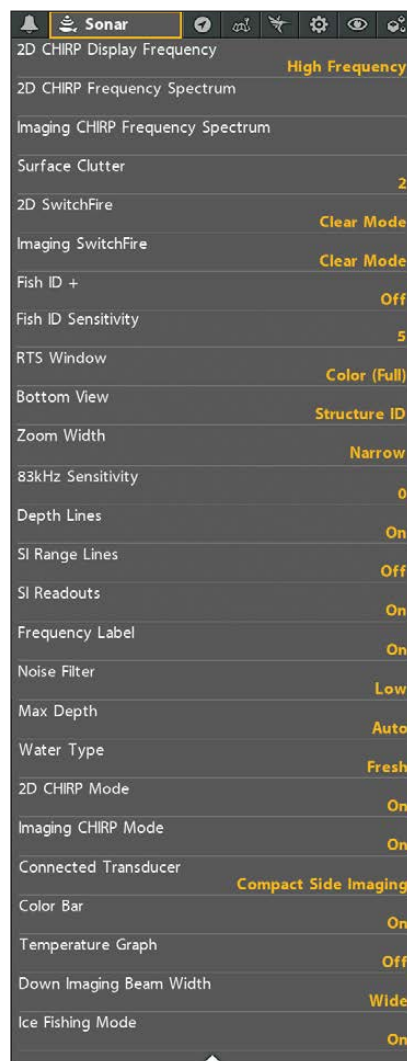 Sonar
2D CHIRP Display Frequency
High Frequency
2D CHIRP Frequency Spectrum
Imaging CHIRP Frequency Spectrum
Surface Clutter
2
2D SwitchFire
Clear Mode
Imaging SwitchFire
Clear Mode
Fish ID +
Off
Fish ID Sensitivity
5
RTS Window
Color (Full)
Bottom View
Structure ID
Zoom Width
Narrow
83kHz Sensitivity
0
Depth Lines
On
SI Range Lines
Off
SI Readouts
On
Frequency Label
On
Noise Filter
Low
Max Depth
Auto
Water Type
Fresh
2D CHIRP Mode
On
Imaging CHIRP Mode
On
Connected Transducer
Compact Side Imaging
Color Bar
On
Temperature Graph
Off
Down Imaging Beam Width
Wide
Ice Fishing Mode
On